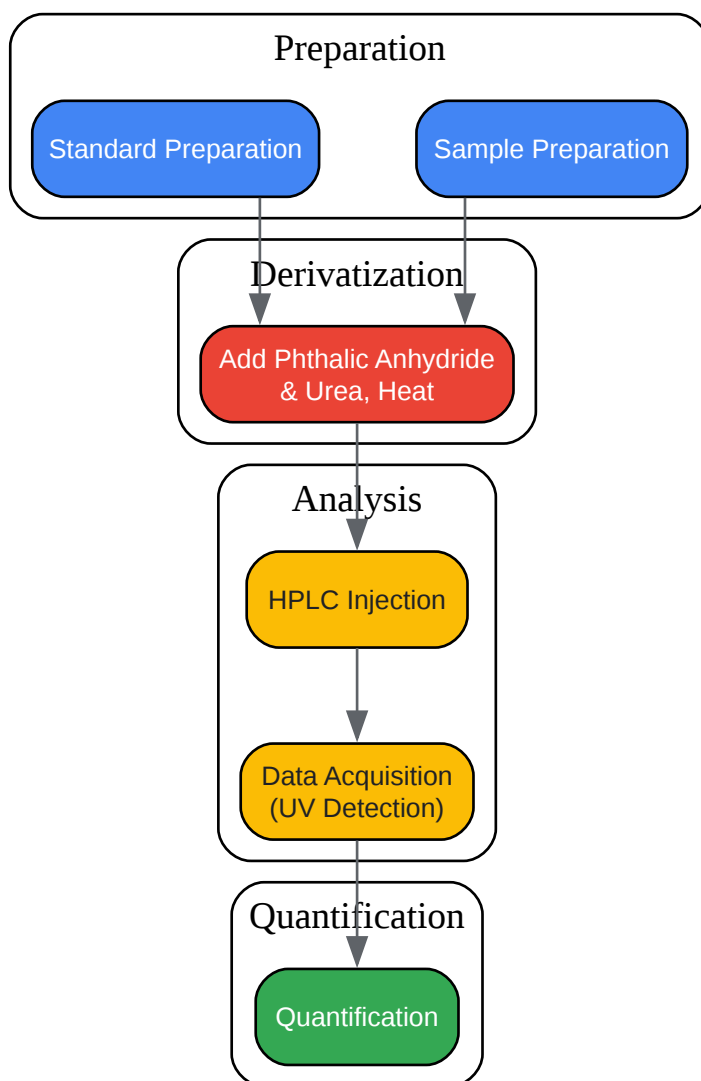 Preparation
Standard Preparation
Sample Preparation
Derivatization
Add Phthalic Anhydride
& Urea, Heat
Analysis
HPLC Injection
Data Acquisition
(UV Detection)
Quantification
Quantification